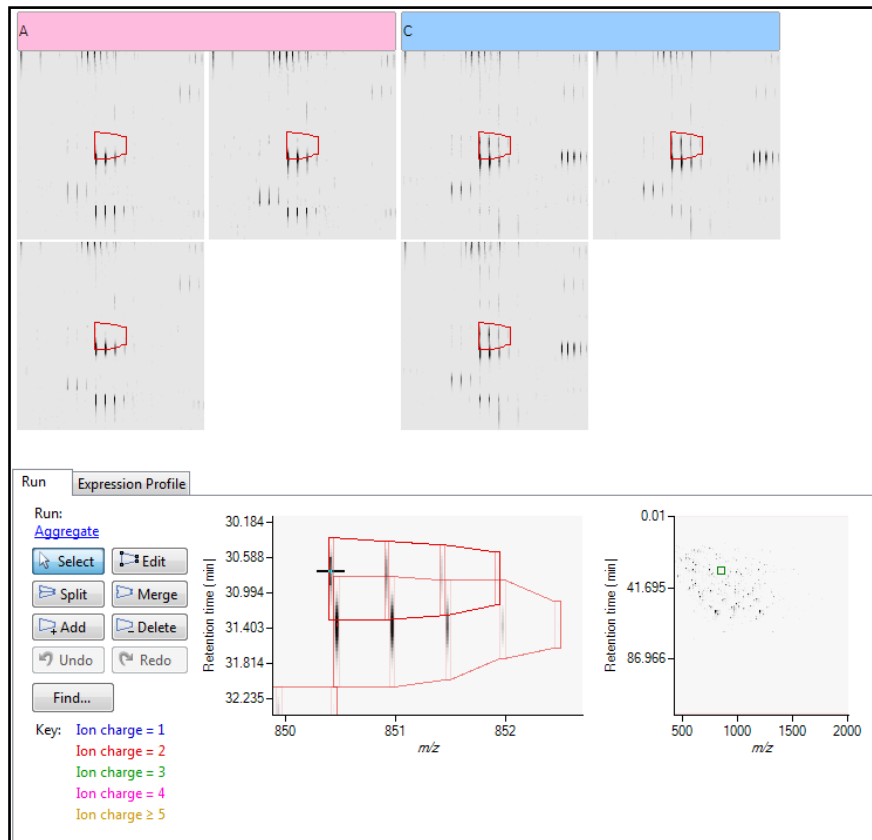 A
C
Run
Expression Profile
Run:
Aggregate
Select
Edit
Split
Merge
Add
Delete
Undo
Redo
Find...
Key:
Ion charge = 1
Ion charge = 2
Ion charge = 3
Ion charge = 4
Ion charge ≥ 5
Retention time [ min]
30.184
30.588
30.994
31.403
31.814
32.235
850
851
852
m/z
Retention time [ min]
0.01
41.695
86.966
500
1000
1500
2000
m/z